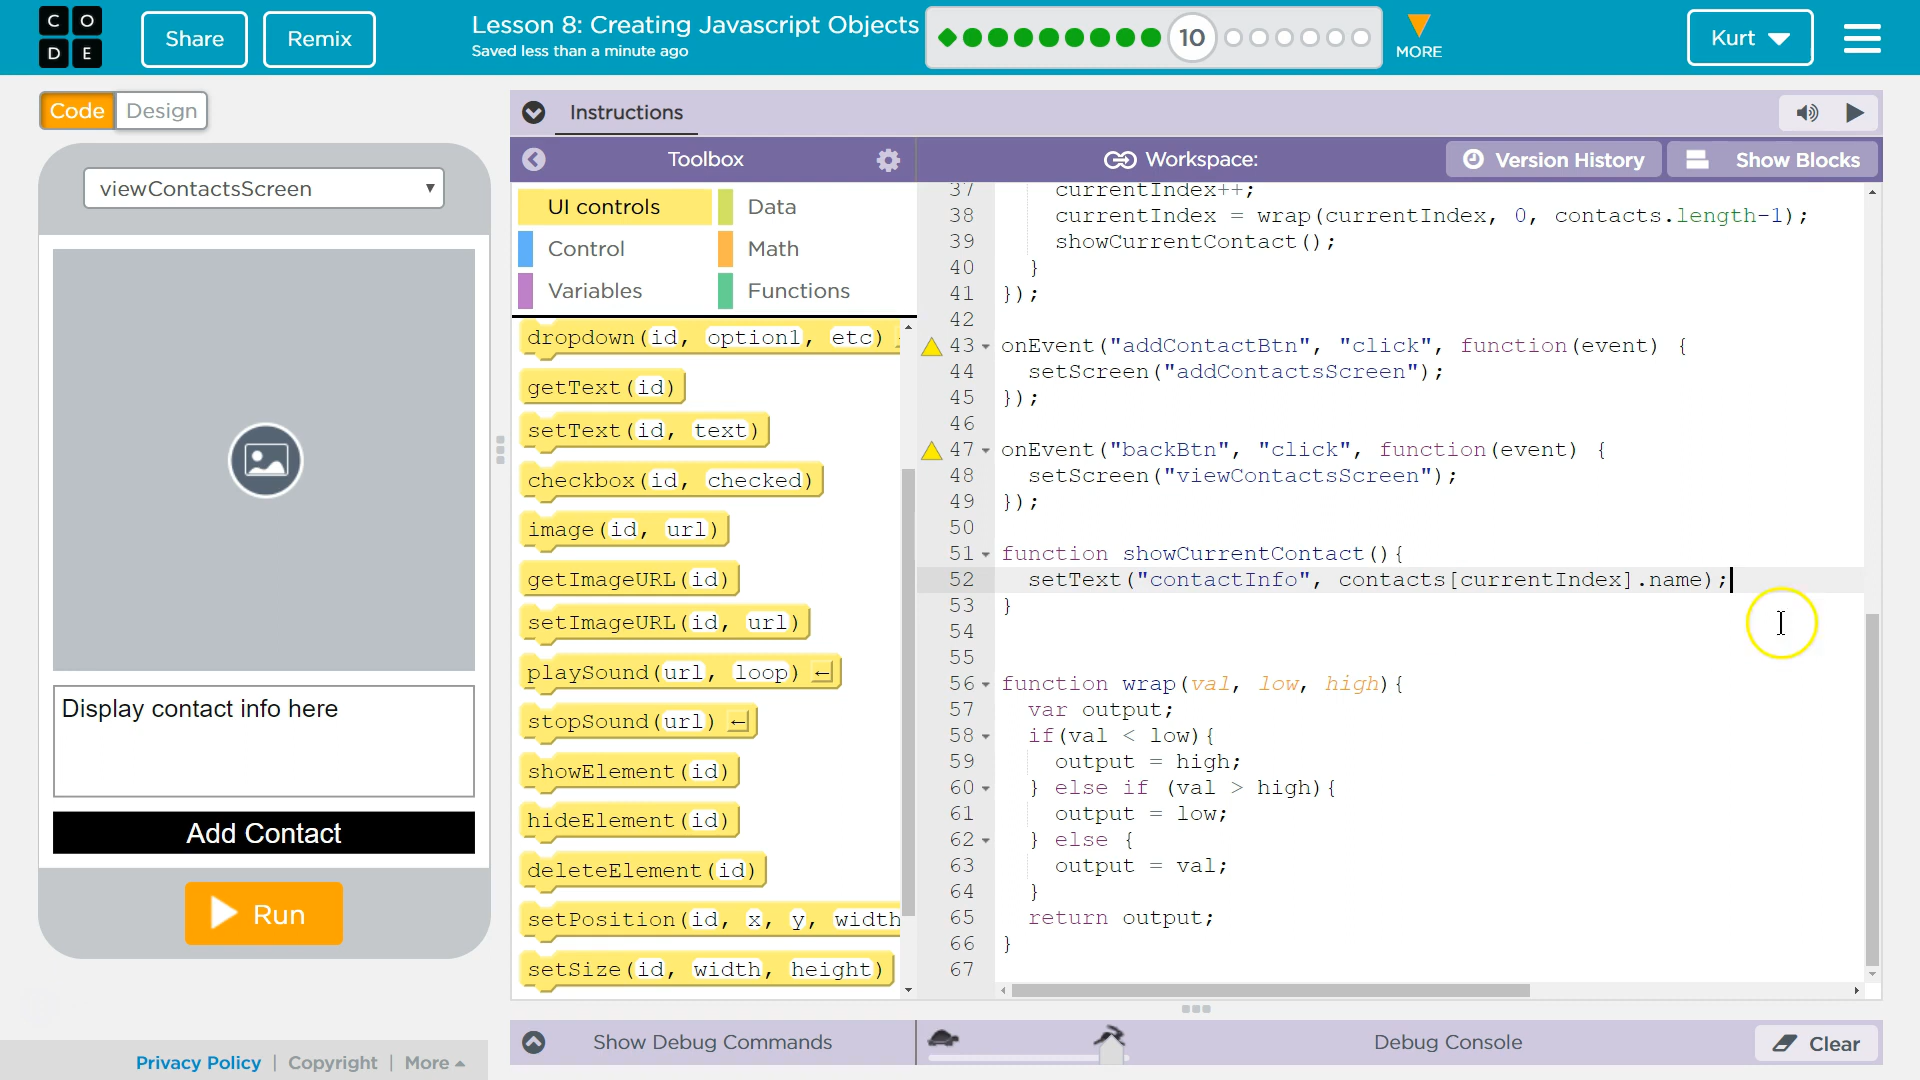 C O
D E
Share
Remix
Lesson 8: Creating Javascript Objects
Saved less than a minute ago
10
MORE
Kurt
Code
Design
Instructions
viewContactsScreen
Toolbox
Workspace:
Version History
Show Blocks
UI controls
Data
Control
Math
Variables
Functions
dropdown(id, option1, etc)
getText(id)
setText(id, text)
checkbox(id, checked)
image(id, url)
getImageURL(id)
setImageURL(id, url)
playSound(url, loop)
stopSound(url)
showElement(id)
hideElement(id)
deleteElement(id)
setPosition(id, x, y, width
setSize(id, width, height)
37 currentIndex++;
38 currentIndex = wrap(currentIndex, 0, contacts.length-1);
39 showCurrentContact();
40 }
41 });
42
43 onEvent("addContactBtn", "click", function(event) {
44 setScreen("addContactsScreen");
45 });
46
47 onEvent("backBtn", "click", function(event) {
48 setScreen("viewContactsScreen");
49 });
50
51 function showCurrentContact(){
52 setText("contactInfo", contacts[currentIndex].name);
53 }
54
55
56 function wrap(val, low, high){
57 var output;
58 if(val < low){
59 output = high;
60 } else if (val > high){
61 output = low;
62 } else {
63 output = val;
64 }
65 return output;
66 }
67
Display contact info here
Add Contact
Run
Show Debug Commands
Debug Console
Clear
Privacy Policy | Copyright | More